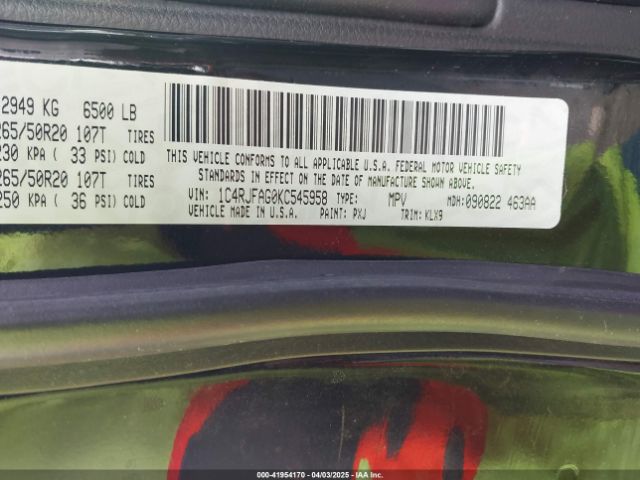 2949 KG 6500 LB
265/50R20 107T TIRES
230 KPA ( 33 PSI) COLD
265/50R20 107T TIRES
250 KPA ( 36 PSI) COLD
THIS VEHICLE CONFORMS TO ALL APPLICABLE U.S.A. FEDERAL MOTOR VEHICLE SAFETY
STANDARDS IN EFFECT ON THE DATE OF MANUFACTURE SHOWN ABOVE.
VIN: 1C4RJFAG0KC545958 TYPE: MPV MDH:090822 463AA
VEHICLE MADE IN U.S.A. PAINT: PXJ TRIM: KLX9
000-41954170 - 04/03/2025 - IAA Inc.